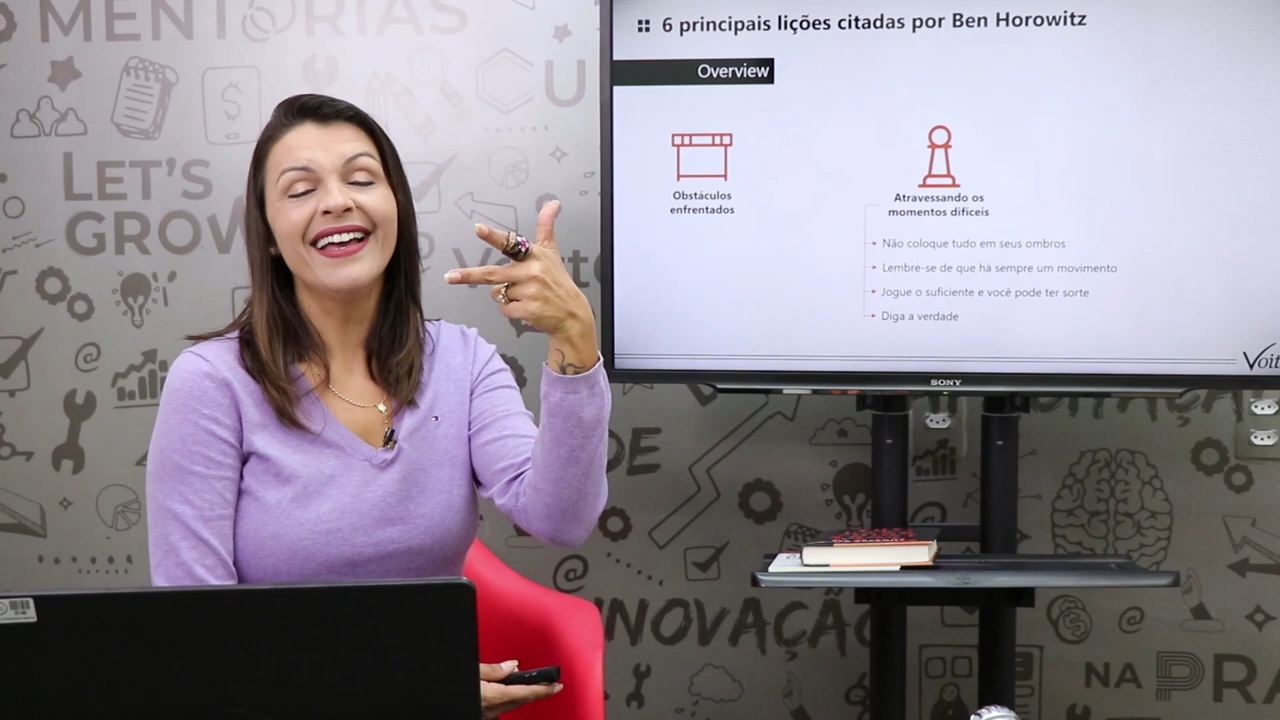 MENTORIAS
LET'S
GROW
U
6 principais lições citadas por Ben Horowitz
Overview
Obstáculos
enfrentados
Atravessando os
momentos difíceis
Não coloque tudo em seus ombros
Lembre-se de que há sempre um movimento
Jogue o suficiente e você pode ter sorte
Diga a verdade
Voit
SONY
DE
INOVAÇÃO
NA PRA